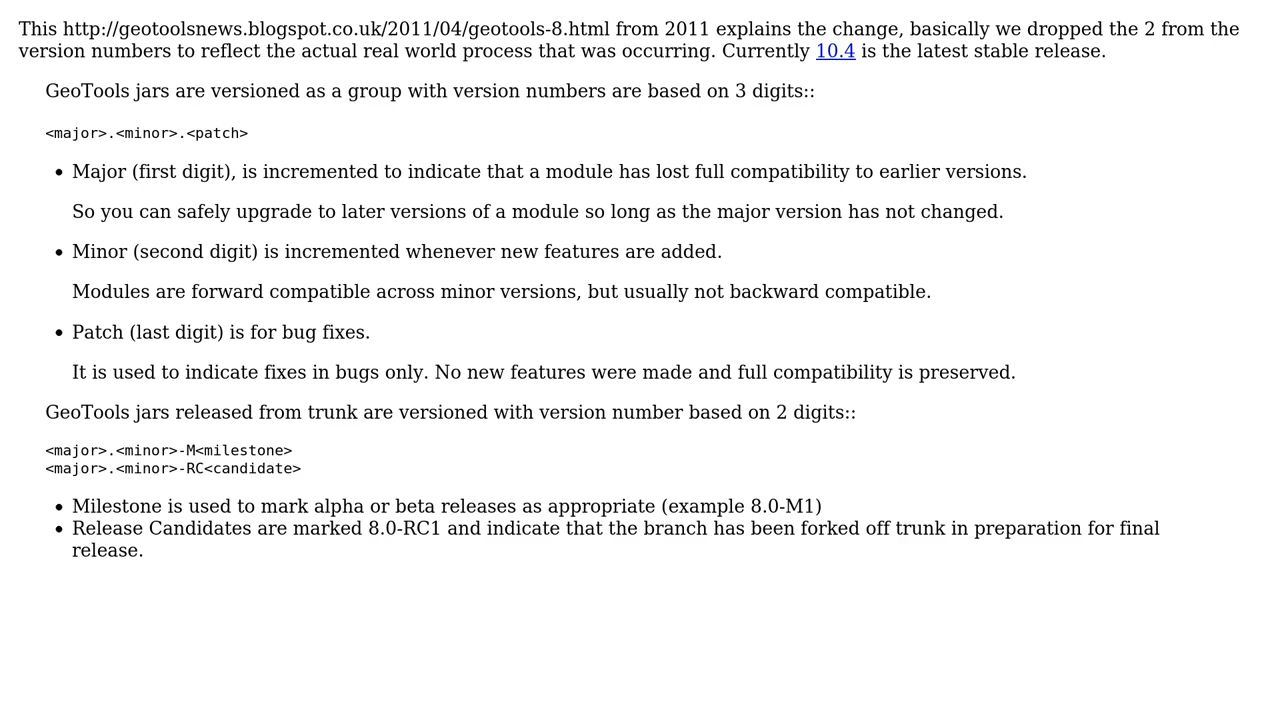 This http://geotoolsnews.blogspot.co.uk/2011/04/geotools-8.html from 2011 explains the change, basically we dropped the 2 from the
version numbers to reflect the actual real world process that was occurring. Currently 10.4 is the latest stable release.
GeoTools jars are versioned as a group with version numbers are based on 3 digits::
<major>.<minor>.<patch>
• Major (first digit), is incremented to indicate that a module has lost full compatibility to earlier versions.
So you can safely upgrade to later versions of a module so long as the major version has not changed.
• Minor (second digit) is incremented whenever new features are added.
Modules are forward compatible across minor versions, but usually not backward compatible.
• Patch (last digit) is for bug fixes.
It is used to indicate fixes in bugs only. No new features were made and full compatibility is preserved.
GeoTools jars released from trunk are versioned with version number based on 2 digits::
<major>.<minor>-M<milestone>
<major>.<minor>-RC<candidate>
• Milestone is used to mark alpha or beta releases as appropriate (example 8.0-M1)
• Release Candidates are marked 8.0-RC1 and indicate that the branch has been forked off trunk in preparation for final
release.